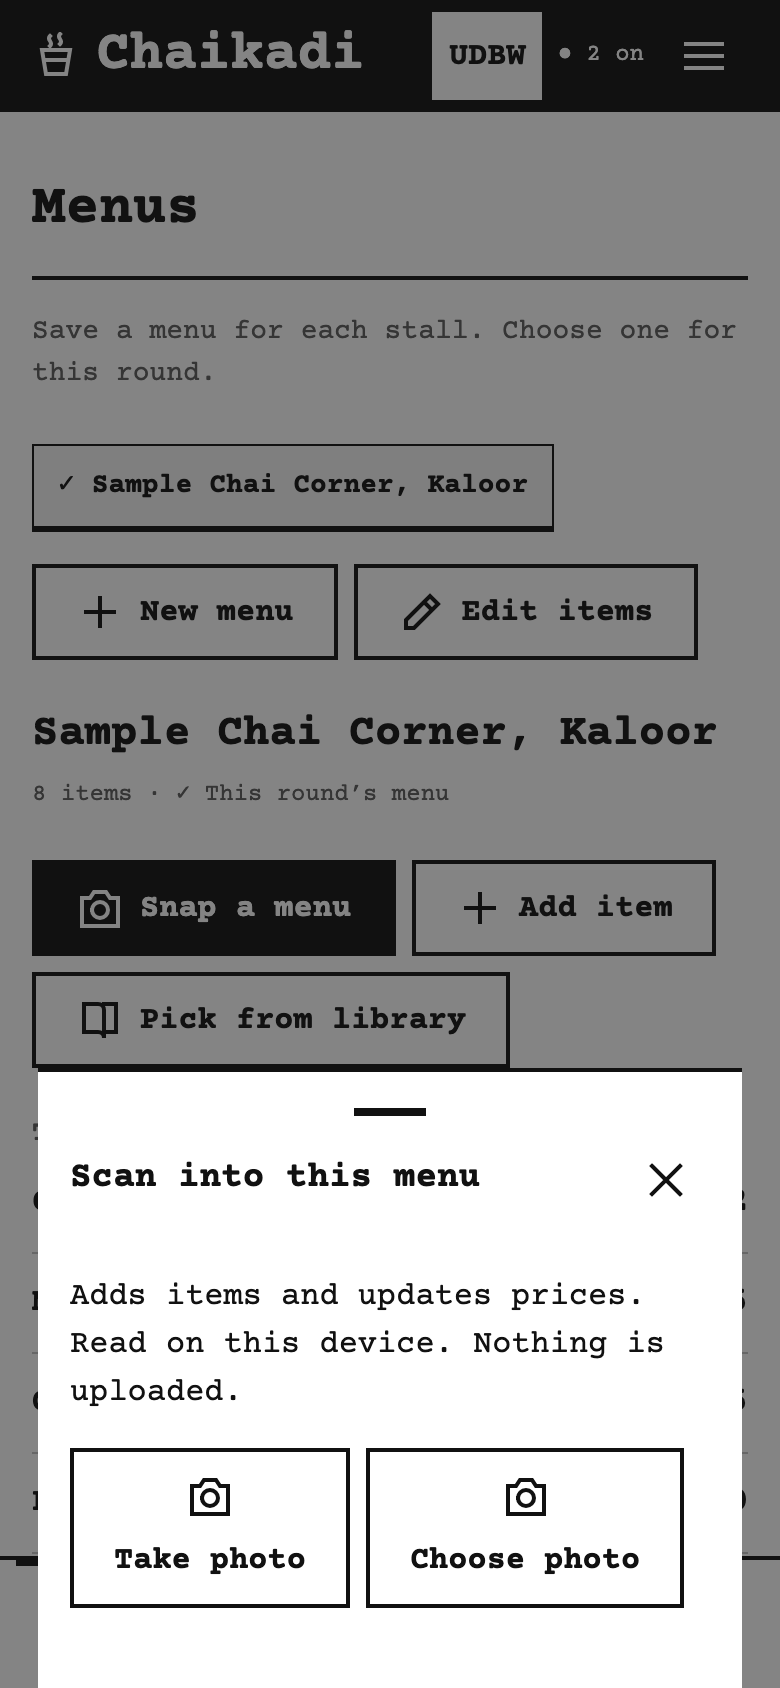 Chaikadi
UDBW
● 2 on
Menus
Save a menu for each stall. Choose one for
this round.
✓ Sample Chai Corner, Kaloor
New menu
Edit items
Sample Chai Corner, Kaloor
8 items · ✓ This round’s menu
Snap a menu
Add item
Pick from library
Scan into this menu
Adds items and updates prices.
Read on this device. Nothing is
uploaded.
Take photo
Choose photo